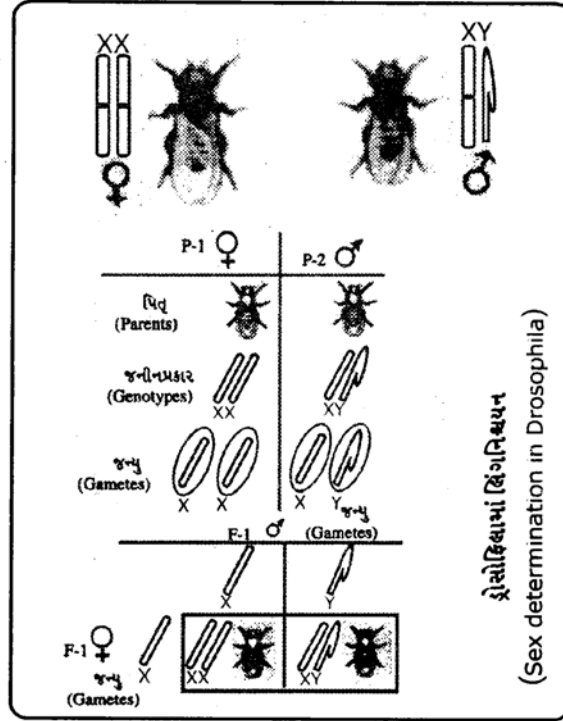 XX
XY
♀
♂
P-1 ♀
P-2 ♂
પિતૃ
(Parents)
જનીનપ્રકાર
(Genotypes)
XX
XY
જન્યુ
(Gametes)
X
X
X
Y
F-1 ♂ જન્યુ
(Gametes)
X
Y
F-1 ♀
જન્યુ
(Gametes)
X
XX
XY
ડ્રોસોફિલામાં લિંગનિશ્ચયન
(Sex determination in Drosophila)